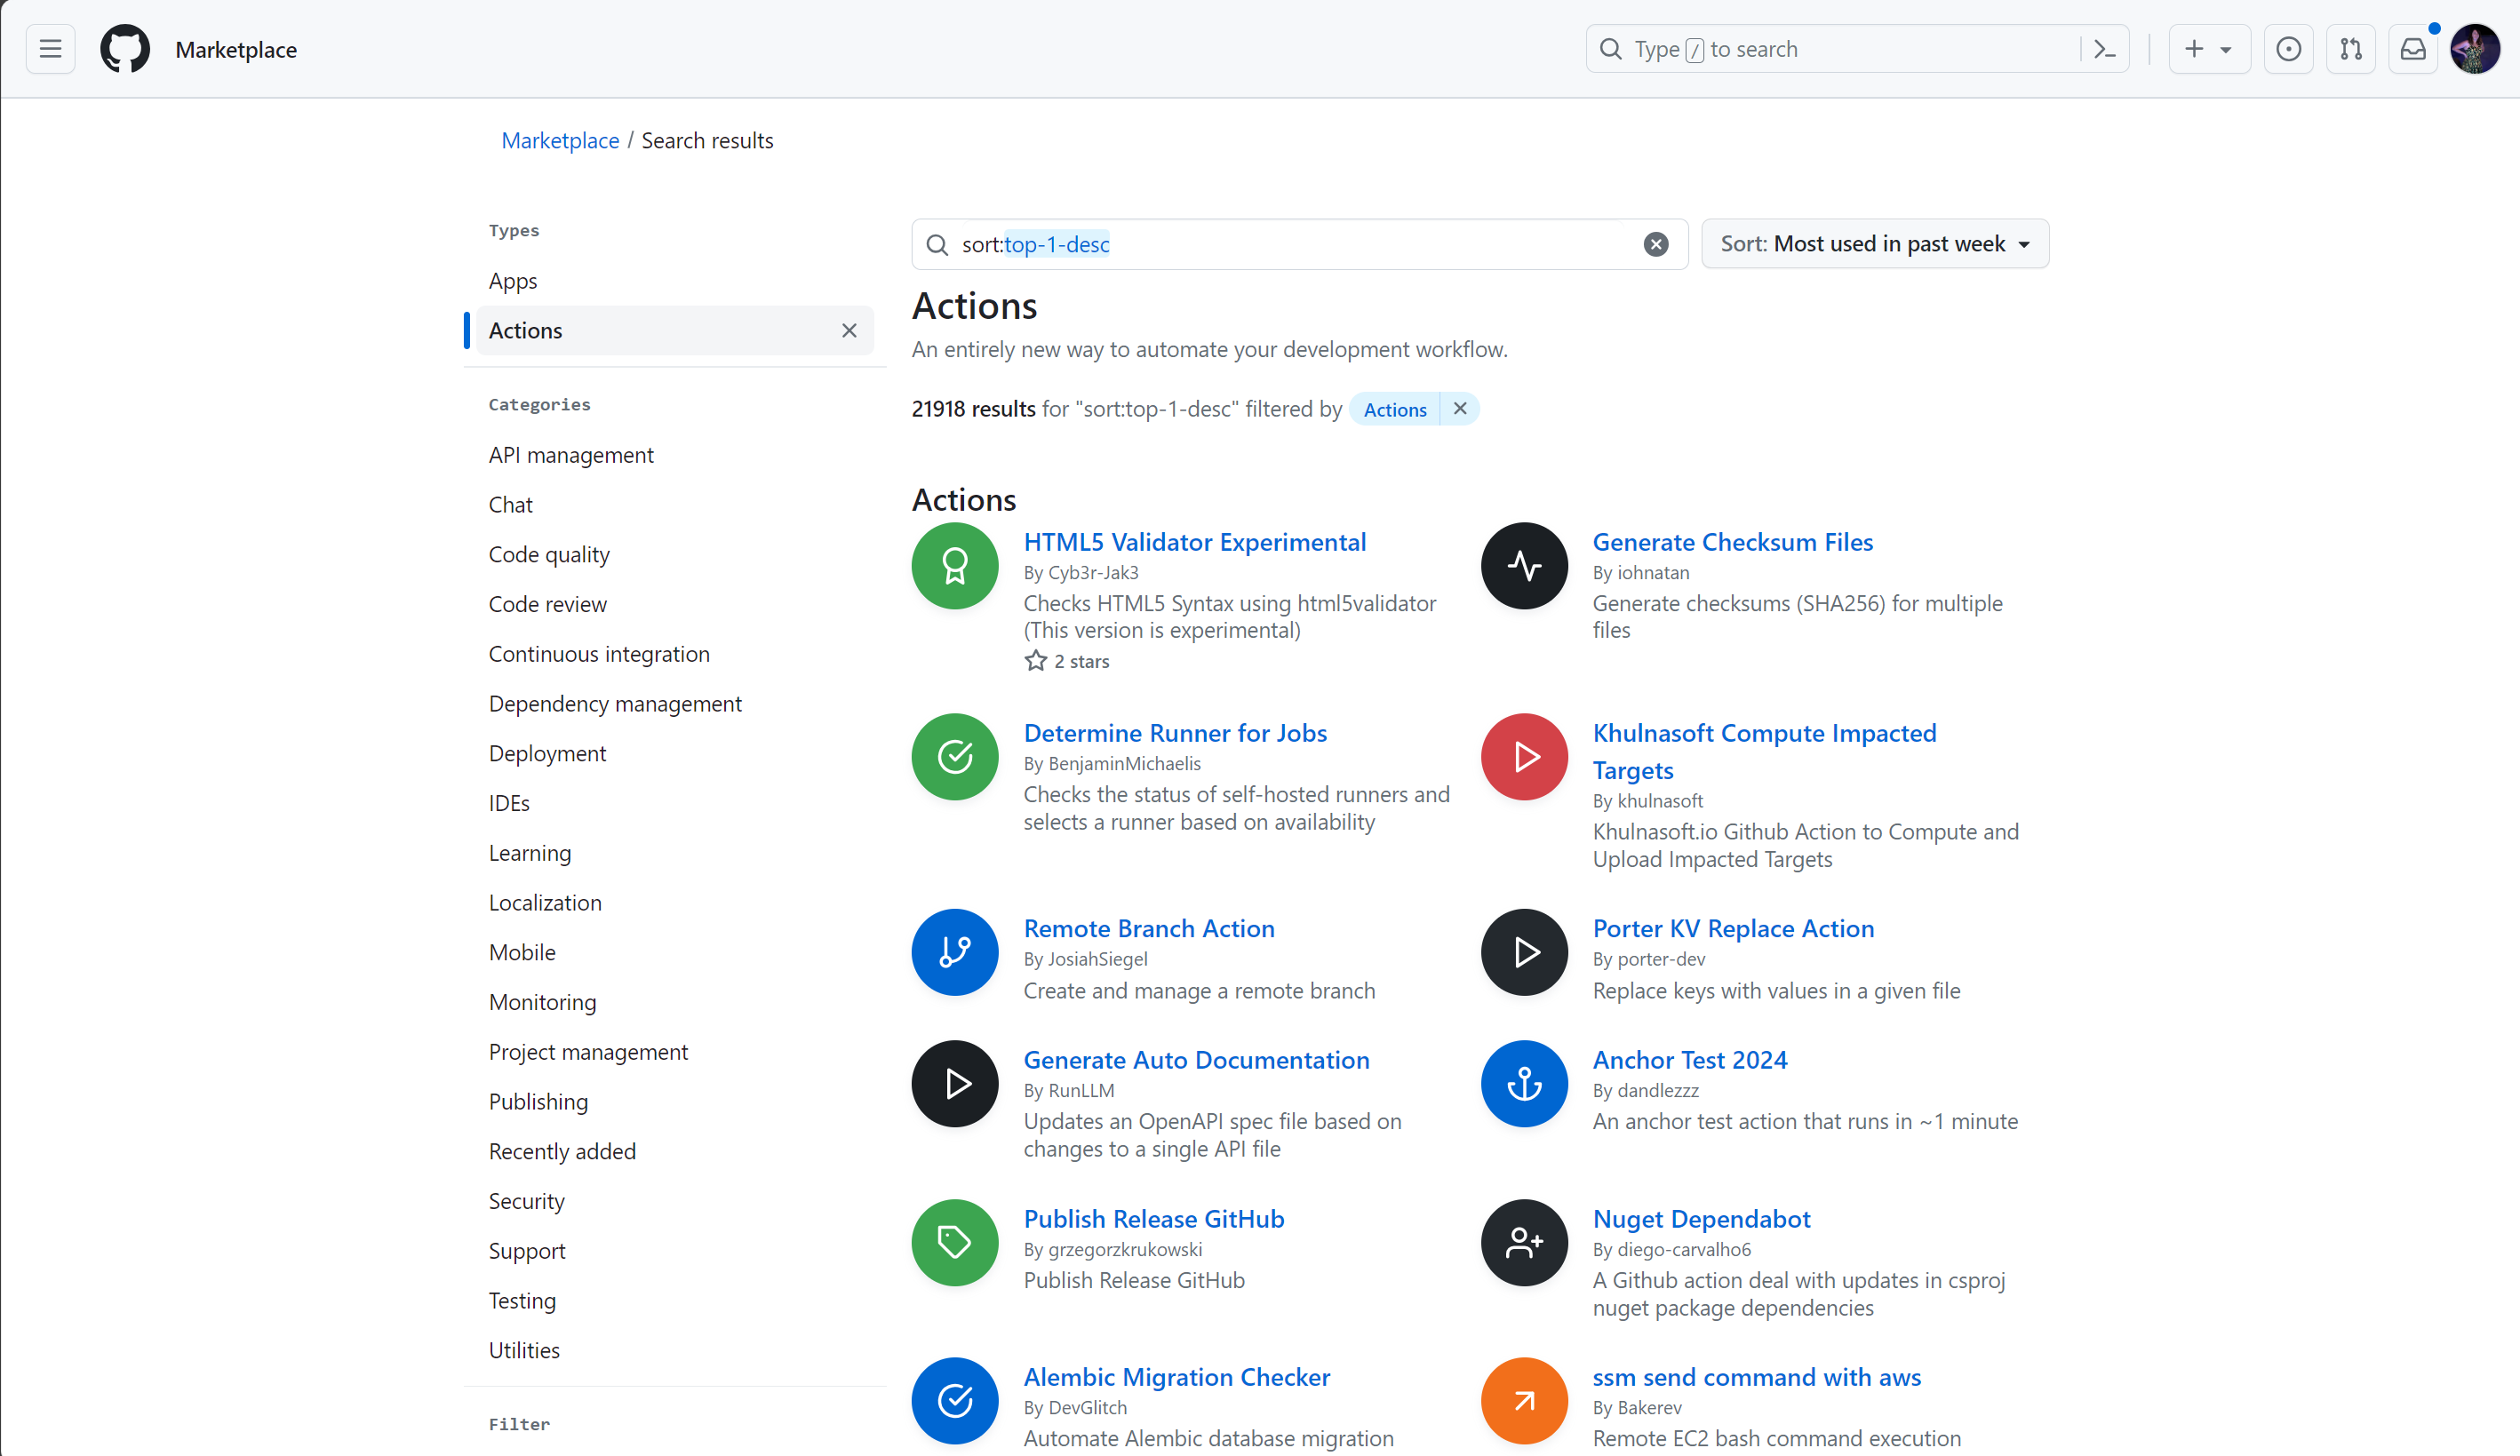 Marketplace
Type / to search
Marketplace / Search results
Types
Apps
Actions
Categories
API management
Chat
Code quality
Code review
Continuous integration
Dependency management
Deployment
IDEs
Learning
Localization
Mobile
Monitoring
Project management
Publishing
Recently added
Security
Support
Testing
Utilities
Filter
sort:top-1-desc
Sort: Most used in past week
Actions
An entirely new way to automate your development workflow.
21918 results for "sort:top-1-desc" filtered by Actions
Actions
HTML5 Validator Experimental
By Cyb3r-Jak3
Checks HTML5 Syntax using html5validator
(This version is experimental)
2 stars
Generate Checksum Files
By iohnatan
Generate checksums (SHA256) for multiple
files
Determine Runner for Jobs
By BenjaminMichaelis
Checks the status of self-hosted runners and
selects a runner based on availability
Khulnasoft Compute Impacted
Targets
By khulnasoft
Khulnasoft.io Github Action to Compute and
Upload Impacted Targets
Remote Branch Action
By JosiahSiegel
Create and manage a remote branch
Porter KV Replace Action
By porter-dev
Replace keys with values in a given file
Generate Auto Documentation
By RunLLM
Updates an OpenAPI spec file based on
changes to a single API file
Anchor Test 2024
By dandlezzz
An anchor test action that runs in ~1 minute
Publish Release GitHub
By grzegorzkrukowski
Publish Release GitHub
Nuget Dependabot
By diego-carvalho6
A Github action deal with updates in csproj
nuget package dependencies
Alembic Migration Checker
By DevGlitch
Automate Alembic database migration
ssm send command with aws
By Bakerev
Remote EC2 bash command execution